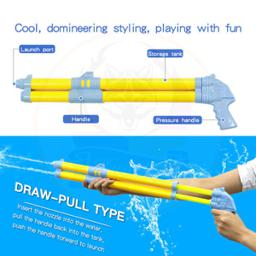 Cool, domineering styling, playing with fun
Launch port
Storage tank
Handle
Pressure handle
DRAW-PULL TYPE
Insert the nozzle into the water,
pull the handle back into the tank,
push the handle forward to launch